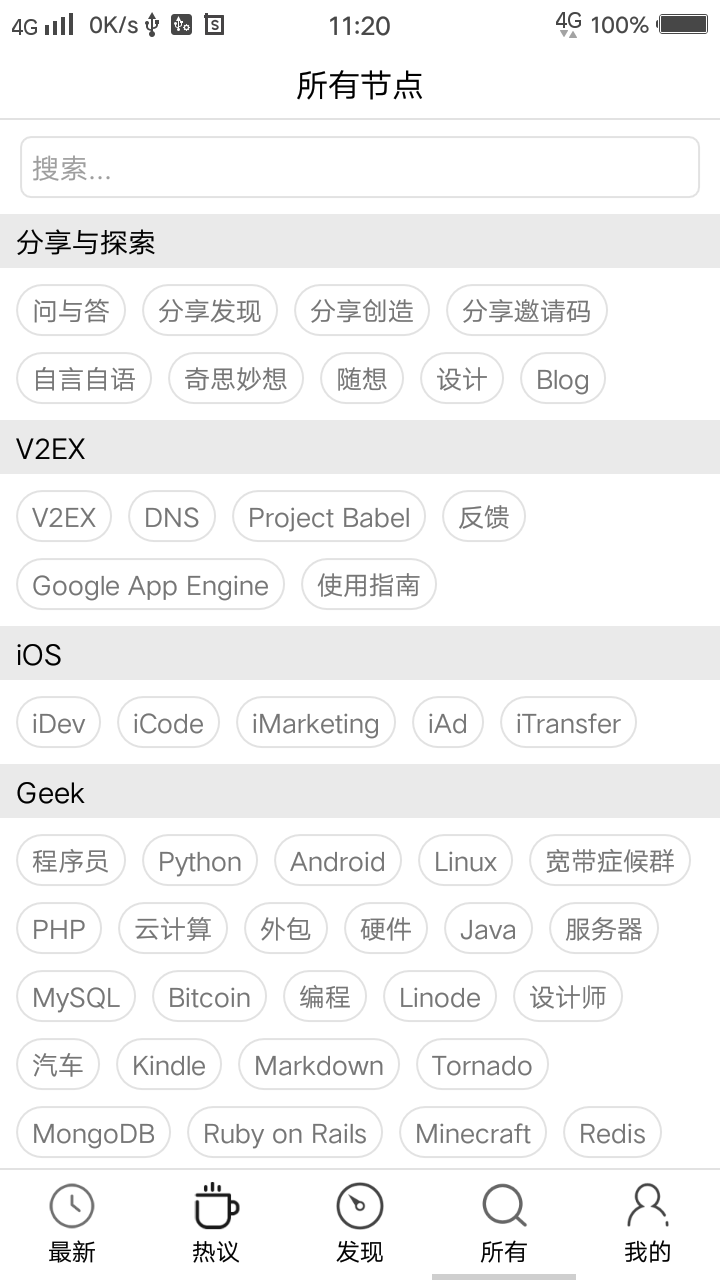 4G 0K/s 11:20 4G 100%
所有节点
搜索...
分享与探索
问与答 分享发现 分享创造 分享邀请码
自言自语 奇思妙想 随想 设计 Blog
V2EX
V2EX DNS Project Babel 反馈
Google App Engine 使用指南
iOS
iDev iCode iMarketing iAd iTransfer
Geek
程序员 Python Android Linux 宽带症候群
PHP 云计算 外包 硬件 Java 服务器
MySQL Bitcoin 编程 Linode 设计师
汽车 Kindle Markdown Tornado
MongoDB Ruby on Rails Minecraft Redis
最新 热议 发现 所有 我的